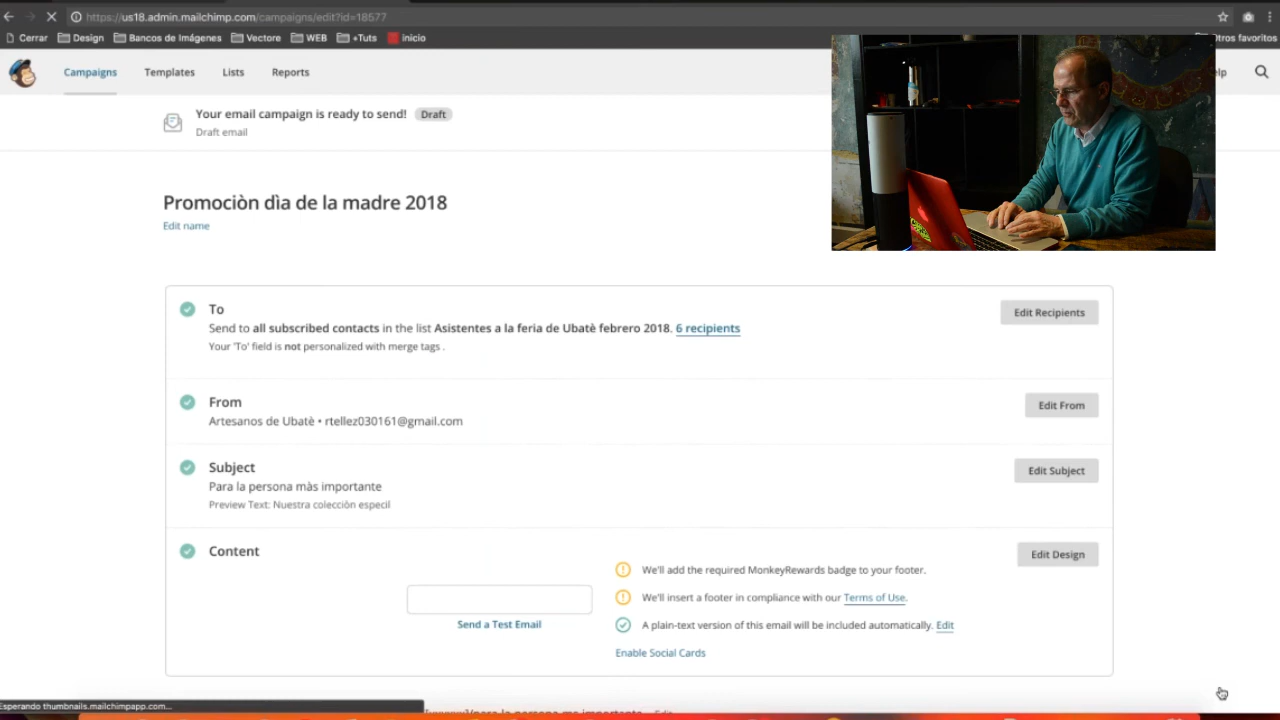 https://us18.admin.mailchimp.com/campaigns/edit?id=18577
Cerrar Design Bancos de Imágenes Vectore WEB +Tuts Inicio otros favoritos
Campaigns Templates Lists Reports
Your email campaign is ready to send! Draft
Draft email
Promociòn dìa de la madre 2018
Edit name
To
Edit Recipients
Send to all subscribed contacts in the list Asistentes a la feria de Ubatè febrero 2018. 6 recipients
Your 'To' field is not personalized with merge tags .
From
Edit From
Artesanos de Ubatè • rtellez030161@gmail.com
Subject
Edit Subject
Para la persona màs importante
Preview Text: Nuestra colecciòn especil
Content
Edit Design
We'll add the required MonkeyRewards badge to your footer.
We'll insert a footer in compliance with our Terms of Use.
Send a Test Email
A plain-text version of this email will be included automatically. Edit
Enable Social Cards
Esperando thumbnails.mailchimpapp.com...